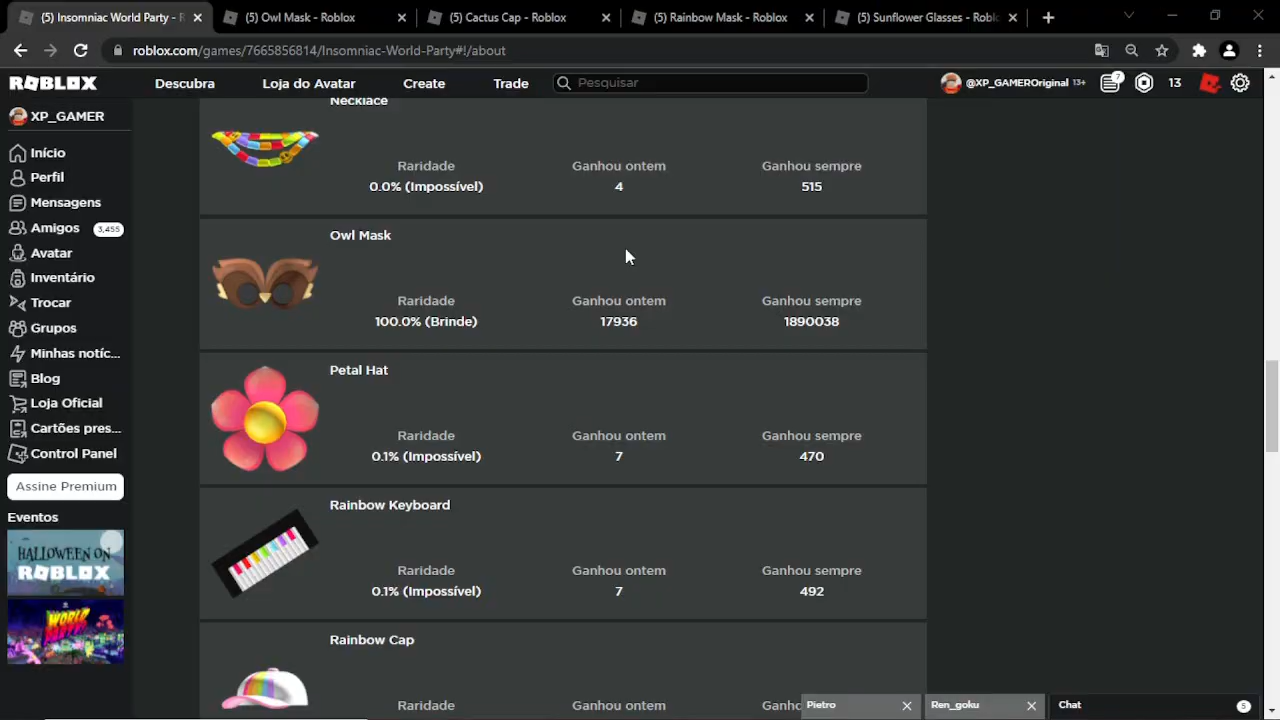 (5) Insomniac World Party - R
(5) Owl Mask - Roblox
(5) Cactus Cap - Roblox
(5) Rainbow Mask - Roblox
(5) Sunflower Glasses - Roblo
roblox.com/games/7665856814/Insomniac-World-Party#!/about
ROBLOX
Descubra
Loja do Avatar
Create
Trade
Pesquisar
@XP_GAMEROriginal 13+
7
13
XP_GAMER
Início
Perfil
Mensagens
Amigos 3,455
Avatar
Inventário
Trocar
Grupos
Minhas notíc...
Blog
Loja Oficial
Cartões pres...
Control Panel
Assine Premium
Eventos
HALLOWEEN ON
ROBLOX
WORLD
PARTY
Necklace
Raridade Ganhou ontem Ganhou sempre
0.0% (Impossível) 4 515
Owl Mask
Raridade Ganhou ontem Ganhou sempre
100.0% (Brinde) 17936 1890038
Petal Hat
Raridade Ganhou ontem Ganhou sempre
0.1% (Impossível) 7 470
Rainbow Keyboard
Raridade Ganhou ontem Ganhou sempre
0.1% (Impossível) 7 492
Rainbow Cap
Raridade Ganhou ontem Ganhou
Pietro
Ren_goku
Chat
5